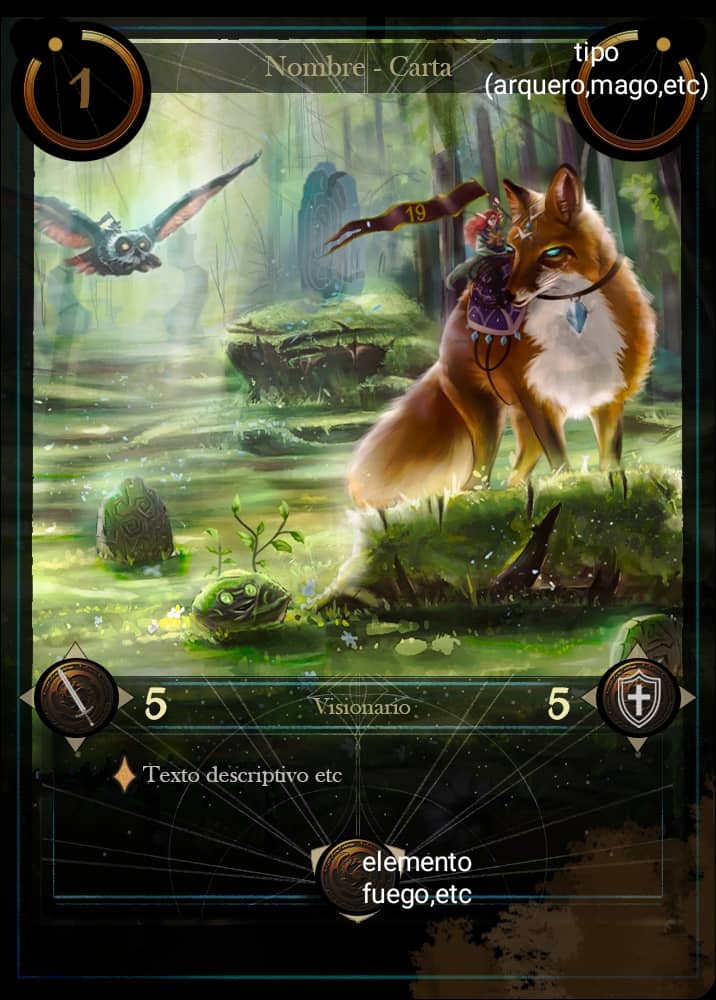 1
Nombre - Carta
tipo
(arquero,mago,etc)
19
5
Visionario
5
Texto descriptivo etc
elemento
fuego,etc